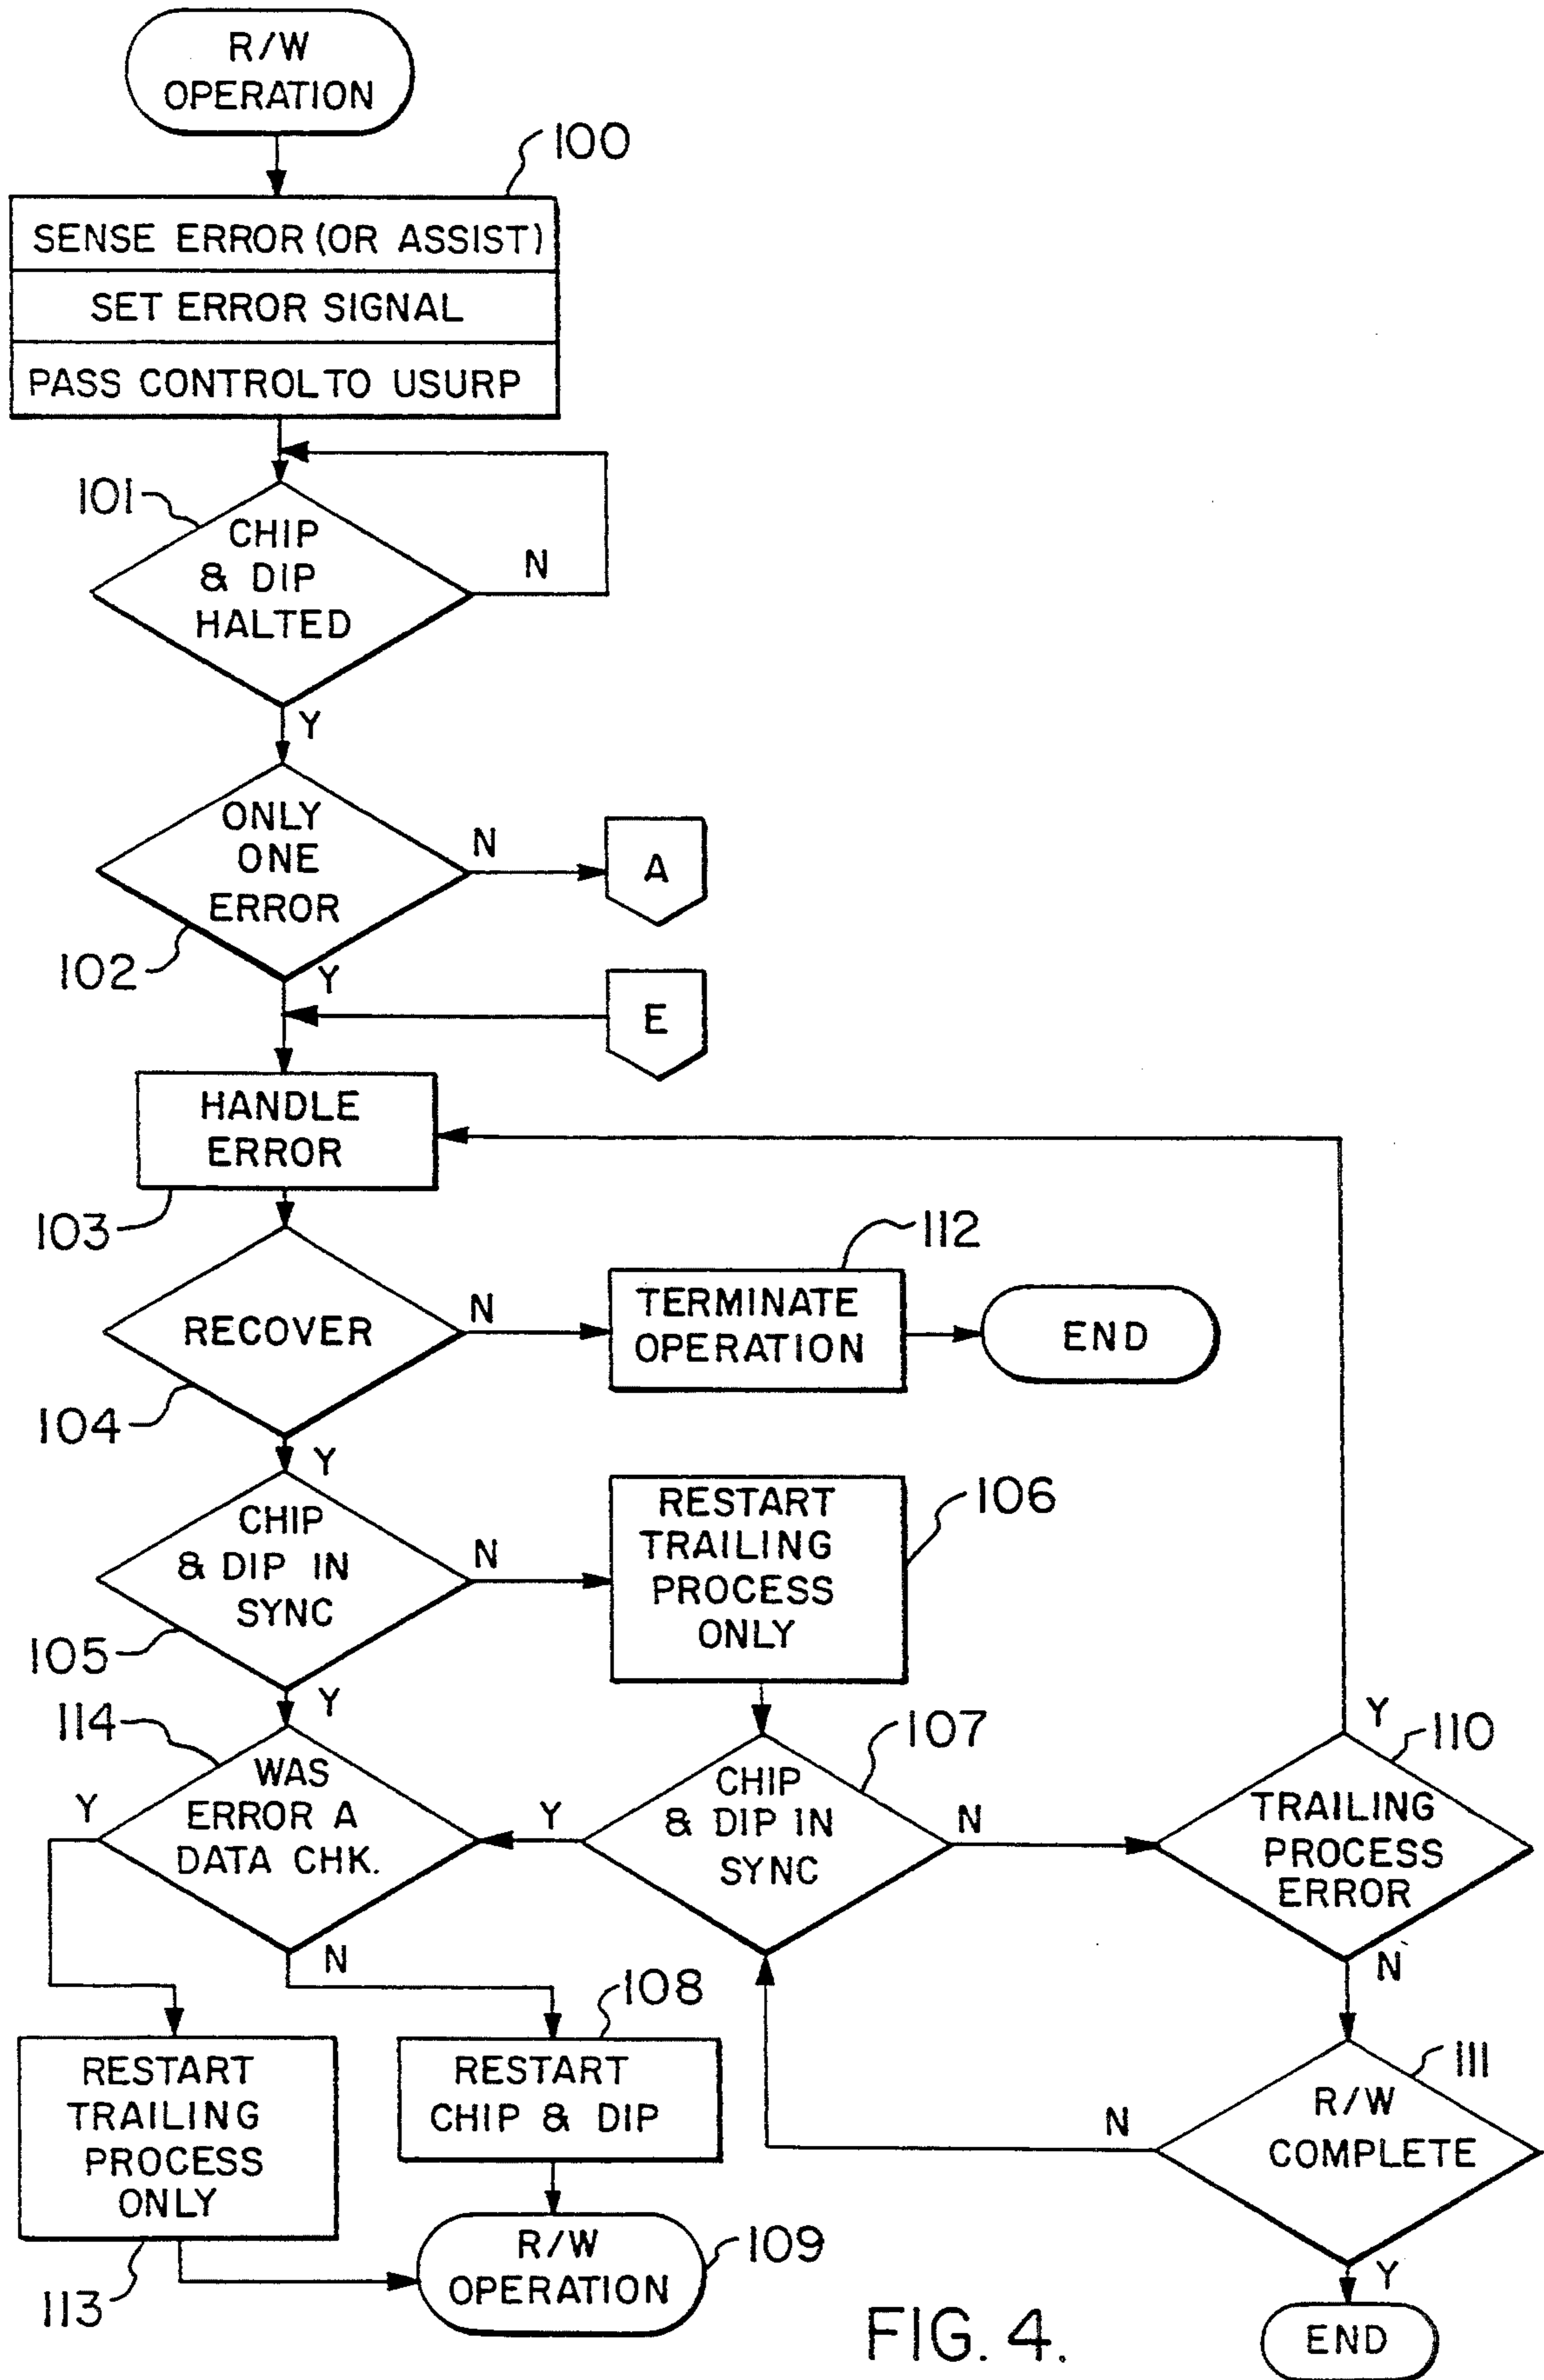 R/W
OPERATION
100
SENSE ERROR (OR ASSIST)
SET ERROR SIGNAL
PASS CONTROL TO USURP
101
CHIP
& DIP
HALTED
N
Y
ONLY
ONE
ERROR
N
A
102
Y
E
HANDLE
ERROR
103
112
RECOVER
N
TERMINATE
OPERATION
END
104
Y
CHIP
& DIP IN
SYNC
N
RESTART
TRAILING
PROCESS
ONLY
106
105
Y
114
WAS
ERROR A
DATA CHK.
Y
N
107
CHIP
& DIP IN
SYNC
Y
N
110
Y
TRAILING
PROCESS
ERROR
N
108
RESTART
TRAILING
PROCESS
ONLY
113
RESTART
CHIP & DIP
R/W
OPERATION
109
111
R/W
COMPLETE
N
Y
END
FIG. 4.